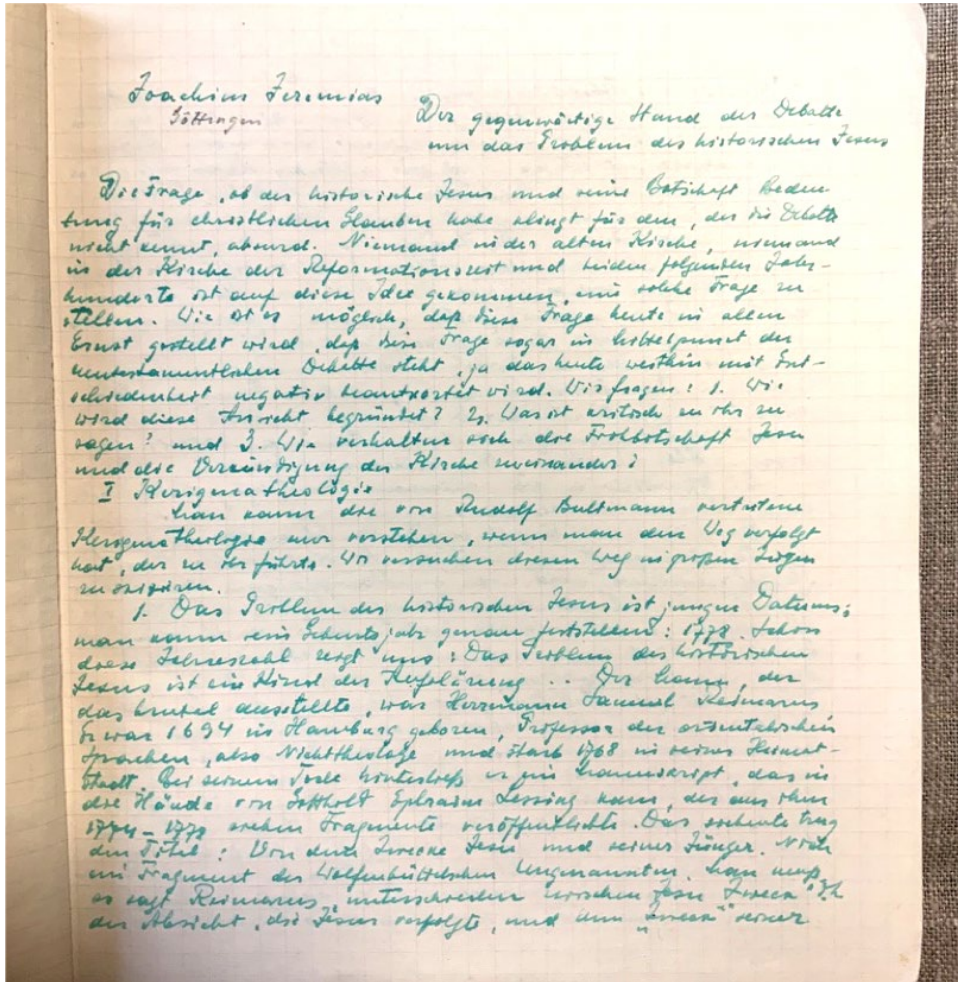 Joachim Jeremias
Göttingen
Der gegenwärtige Stand der Debatte
um das Problem des historischen Jesus
Die Frage, ob der historische Jesus und seine Botschaft Bedeu
tung für christlichen Glauben habe klingt für den, der die Debatte
nicht kennt, absurd. Niemand in der alten Kirche, niemand
in der Kirche der Reformationszeit und beiden folgenden Jahr-
hunderte ist auf diese Idee gekommen, eine solche Frage zu
stellen. Wie ist es möglich, daß diese Frage heute in allem
Ernst gestellt wird, daß diese Frage sogar im Mittelpunkt der
neutestamentlichen Debatte steht, ja das heute weithin mit Ent-
schiedenheit negativ beantwortet wird. Wir fragen: 1. Wie
wird diese Ansicht begründet? 2. Was ist kritisch zu ihr zu
sagen? und 3. Wie verhalten sich die Frohbotschaft Jesu
und die Verkündigung der Kirche zueinander?
I Kerigmatheologie
Man kann die von Rudolf Bultmann vertretene
Kerigmatheologie nur verstehen, wenn man den Weg verfolgt
hat, der zu ihr führte. Wir versuchen diesen Weg in großen Zügen
zu skizziren.
1. Das Problem des historischen Jesus ist jungen Datums;
man kann sein Geburtsjahr genau feststellen: 1778. Schon
diese Jahreszahl zeigt uns: Das Problem des historischen
Jesus ist ein Kind der Aufklärung .. Der Mann, der
das Kapitel aufstellte, war Herrmann Samuel Reimarus
Er war 1694 in Hamburg geboren, Professor der orientalischen
Sprachen, also Nichttheologe und starb 1768 in seiner Heimat-
stadt. Bei seinem Tode hinterließ er ein Manuskript, das in
die Hände von Gottholt Ephraim Lessing kam, der aus ihm
1774-1778 sieben Fragmente veröffentlichte. Das siebente trug
den Titel: Von dem Zwecke Jesu und seiner Jünger. Noch
ein Fragment des Wolfenbüttelschen Ungenannten. Man muß,
so sagt Reimarus, unterscheiden zwischen Jesu Zweck d.h.
der Absicht, die Jesus verfolgte, und dem „Zweck" seiner